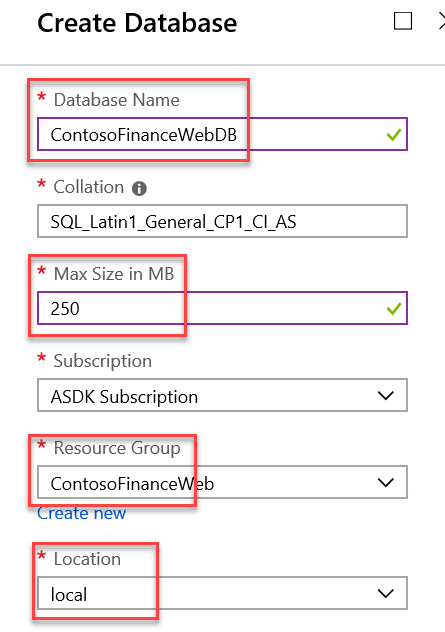 Create Database
* Database Name
ContosoFinanceWebDB
* Collation
SQL_Latin1_General_CP1_CI_AS
* Max Size in MB
250
* Subscription
ASDK Subscription
* Resource Group
ContosoFinanceWeb
Create new
* Location
local